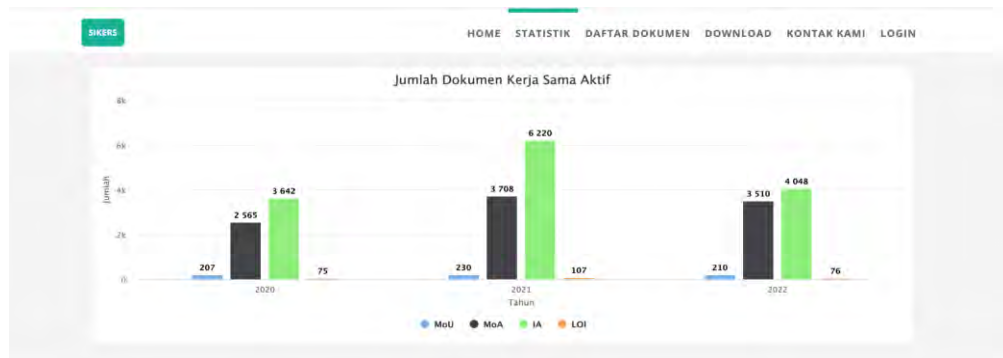 SIKERS
HOME STATISTIK DAFTAR DOKUMEN DOWNLOAD KONTAK KAMI LOGIN
Jumlah Dokumen Kerja Sama Aktif
8k
6k
4k
2k
0
Jumlah
207 2 565 3 642 75
230 3 708 6 220 107
210 3 510 4 048 76
2020 2021 2022
Tahun
MoU MoA IA LOI